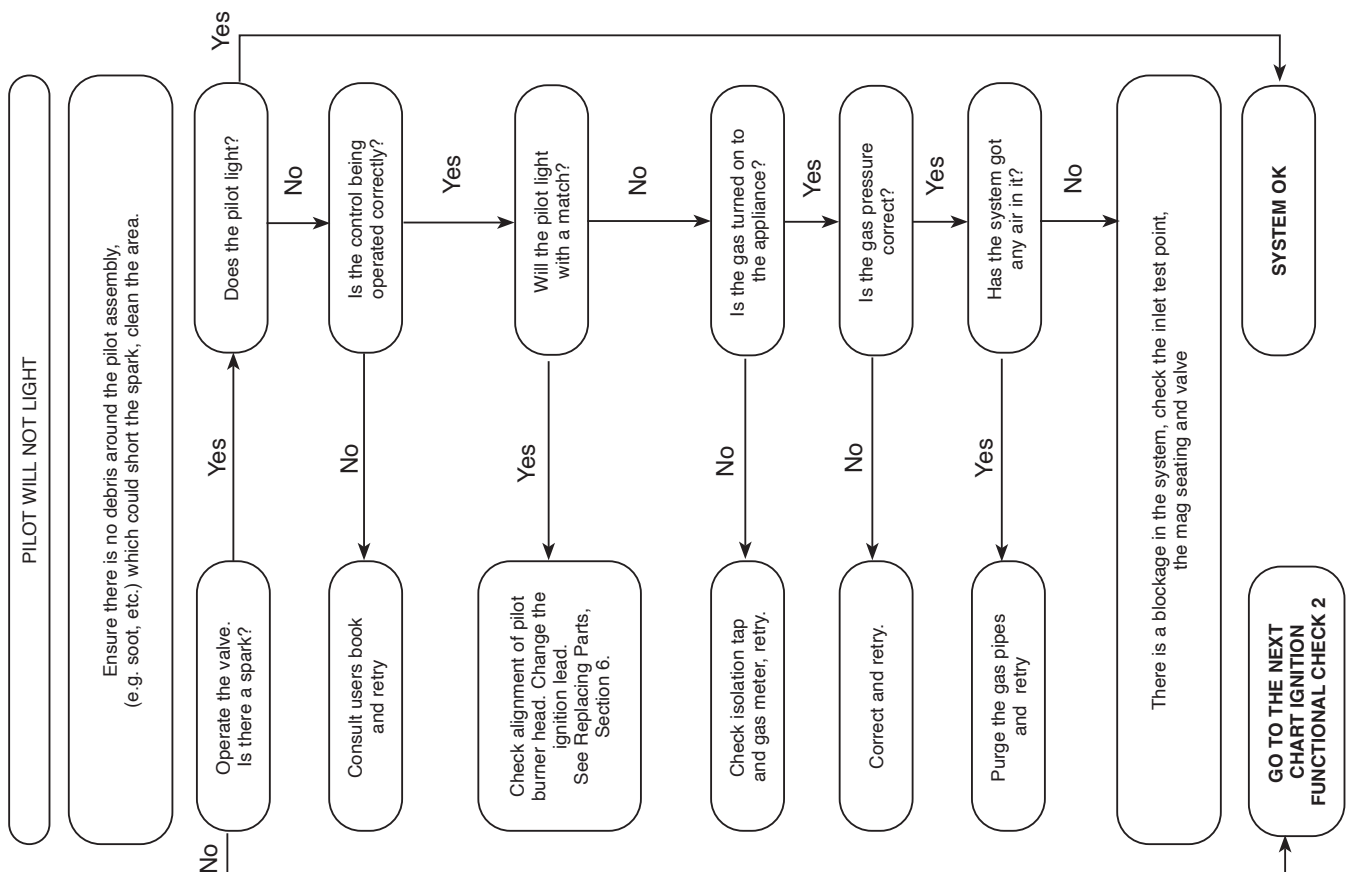 PILOT WILL NOT LIGHT
Ensure there is no debris around the pilot assembly,
(e.g. soot, etc.) which could short the spark, clean the area.
No
Operate the valve.
Is there a spark?
Yes
Does the pilot light?
Yes
No
Consult users book
and retry
No
Is the control being
operated correctly?
Yes
Check alignment of pilot
burner head. Change the
ignition lead.
See Replacing Parts,
Section 6.
Yes
Will the pilot light
with a match?
No
Check isolation tap
and gas meter, retry.
No
Is the gas turned on to
the appliance?
Yes
Correct and retry.
No
Is the gas pressure
correct?
Yes
Purge the gas pipes
and retry
Yes
Has the system got
any air in it?
No
There is a blockage in the system, check the inlet test point,
the mag seating and valve
GO TO THE NEXT
CHART IGNITION
FUNCTIONAL CHECK 2
SYSTEM OK